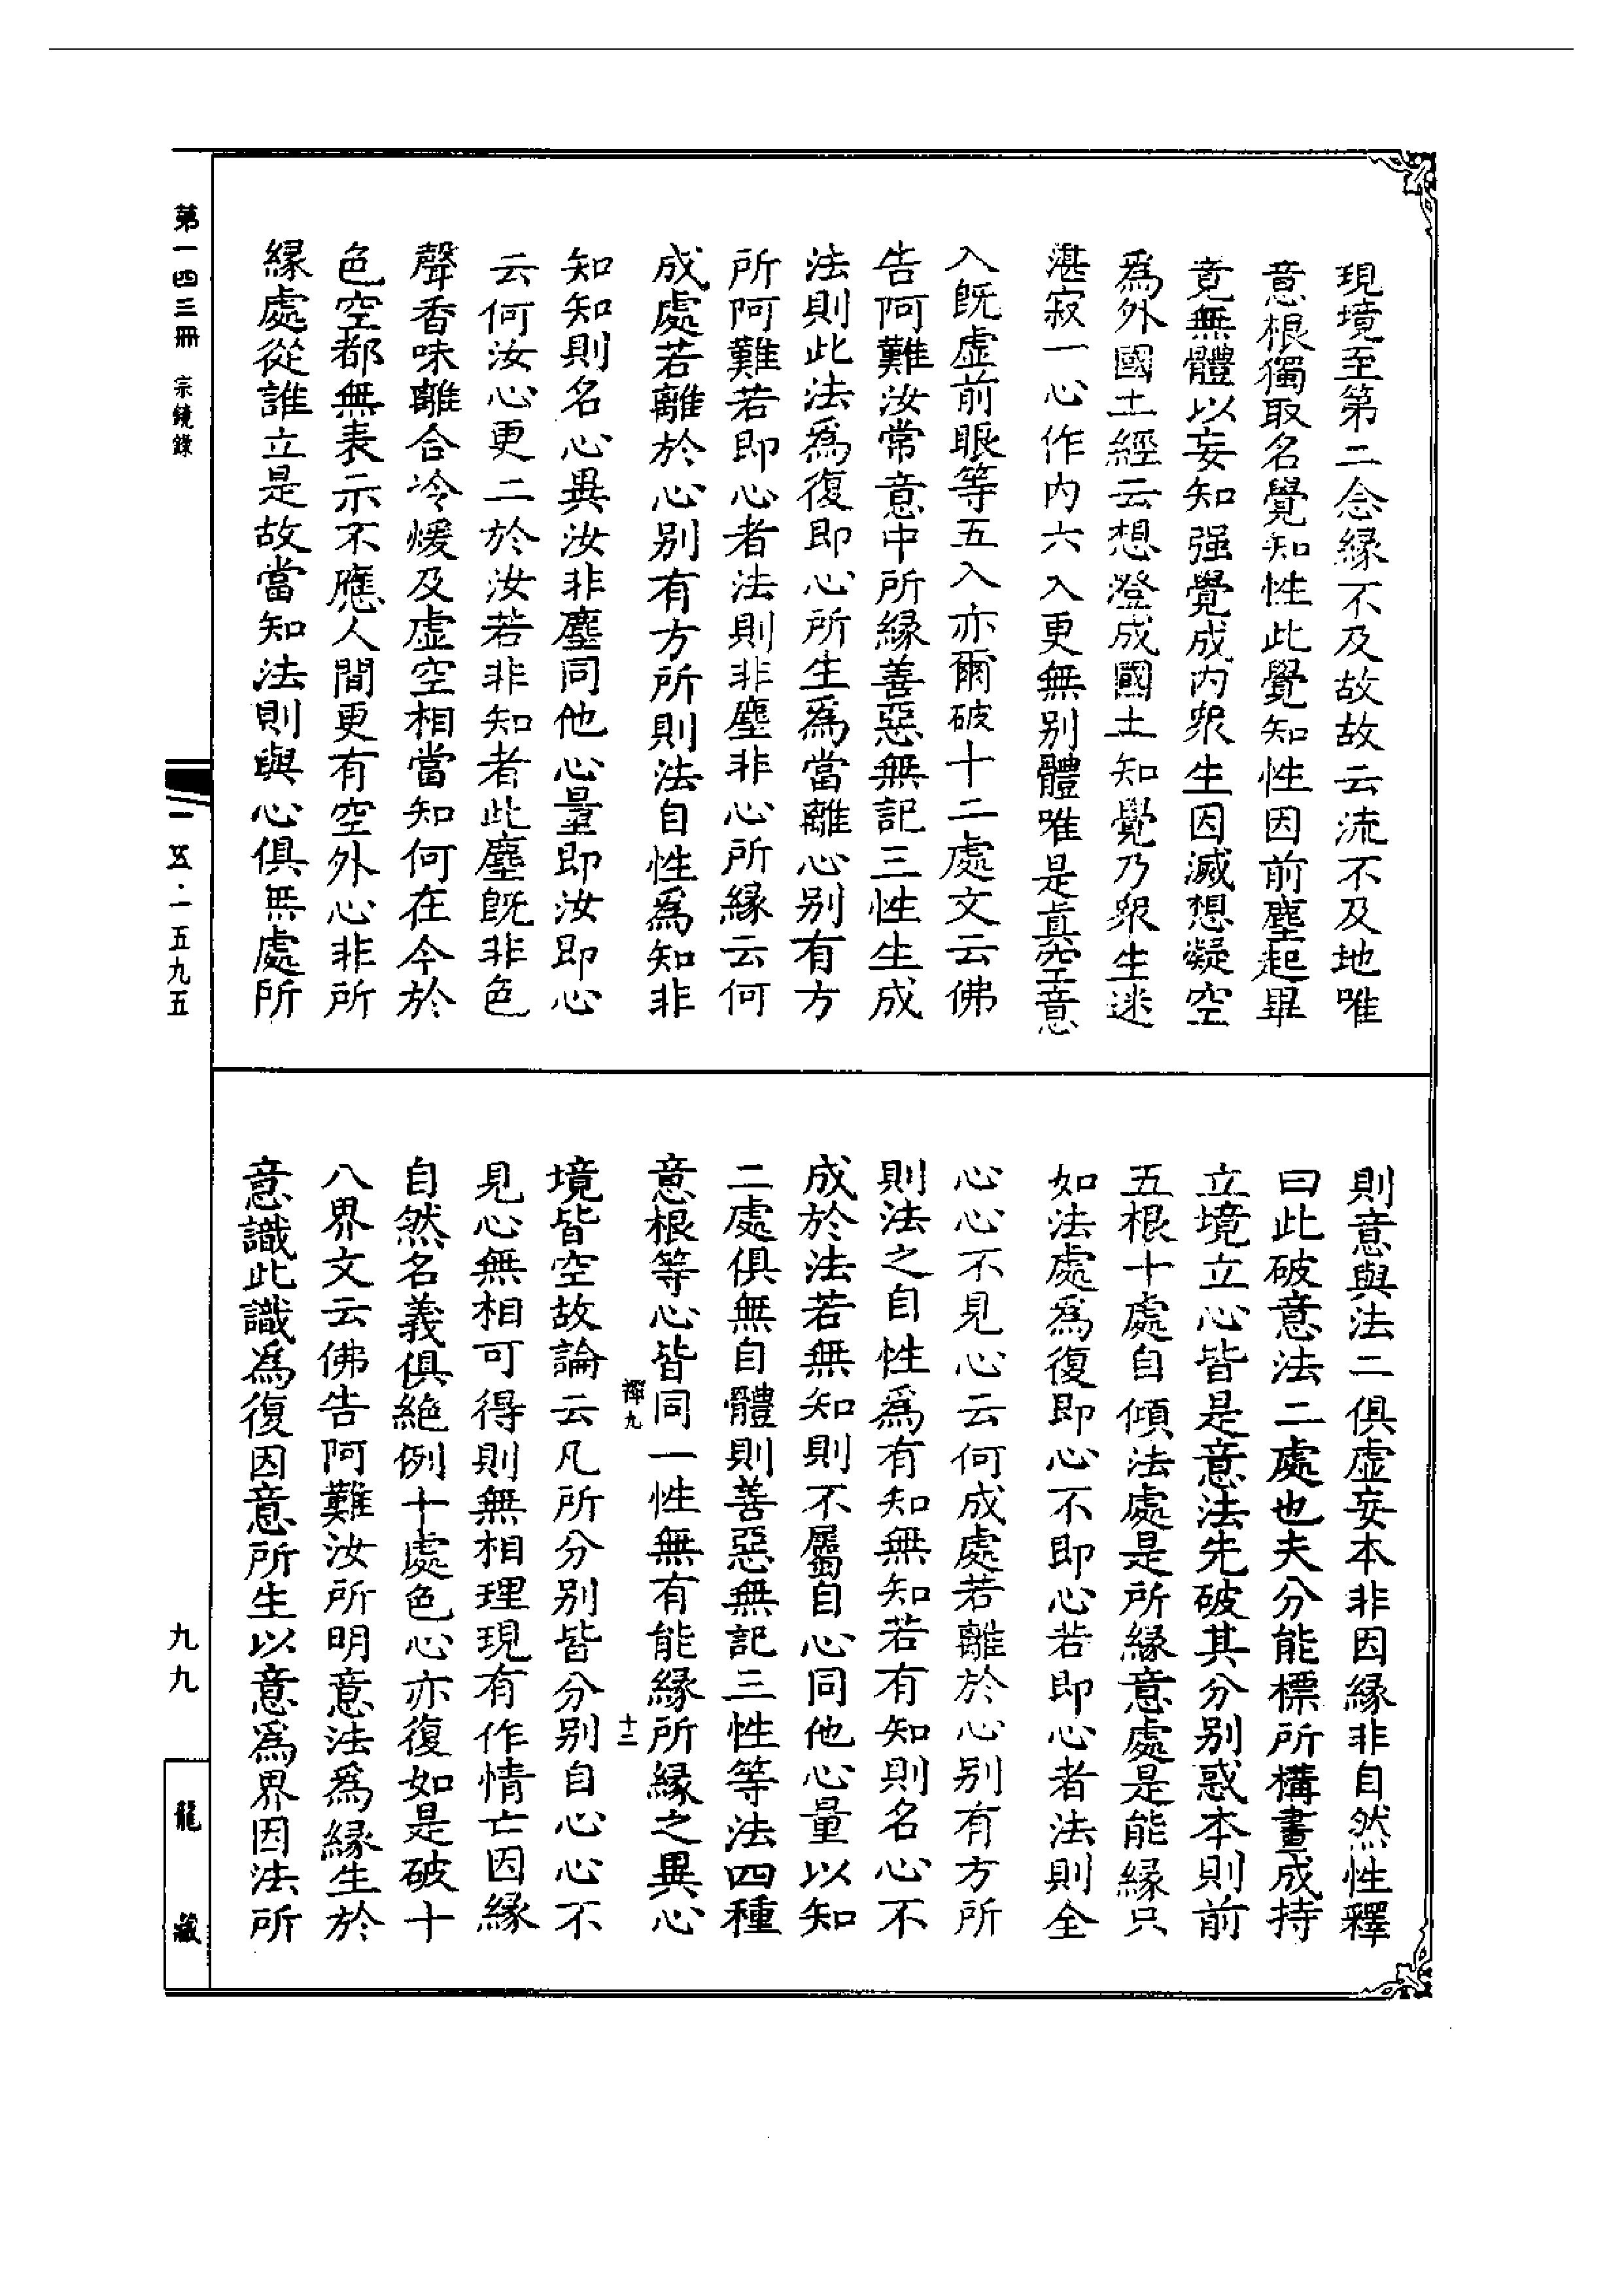 現境至第二念緣不及故故云流不及地唯
意根獨取名覺知性此覺知性因前塵起畢
竟無體以妄知强覺成内眾生因滅想凝空
爲外國土經云想澄成國土知覺乃眾生迷
湛寂一心作内六入更無别體唯是真空意
入既虚前眼等五入亦爾破十二處文云佛
告阿難汝常意中所緣善惡無記三性生成
法則此法爲復即心所生爲當離心别有方
所阿難若即心者法則非塵非心所緣云何
成處若離於心别有方所則法自性爲知非
知知則名心異汝非塵同他心量即汝即心
云何汝心更二於汝若非知者此塵既非色
聲香味離合冷煖及虚空相當知何在今於
色空都無表示不應人間更有空外心非所
緣處從誰立是故當知法則與心俱無處所
則意與法二俱虚妄本非因緣非自然性釋
曰此破意法二處也夫分能標所構畫成持
立境立心皆是意法先破其分别惑本則前
五根十處自傾法處是所緣意處是能緣只
如法處爲復即心不即心若即心者法則全
心心不見心云何成處若離於心别有方所
則法之自性爲有知無知若有知則名心不
成於法若無知則不屬自心同他心量以知
二處俱無自體則善惡無記三性等法四種
意根等心皆同一性無有能緣所緣之異心
禪九
十二
境皆空故論云凡所分别皆分别自心心不
見心無相可得則無相理現有作情亡因緣
自然名義俱絶例十處色心亦復如是破十
八界文云佛告阿難汝所明意法爲緣生於
意識此識爲復因意所生以意爲界因法所
第一四三冊 宗鏡錄
一五·一五九五
九九
龍藏